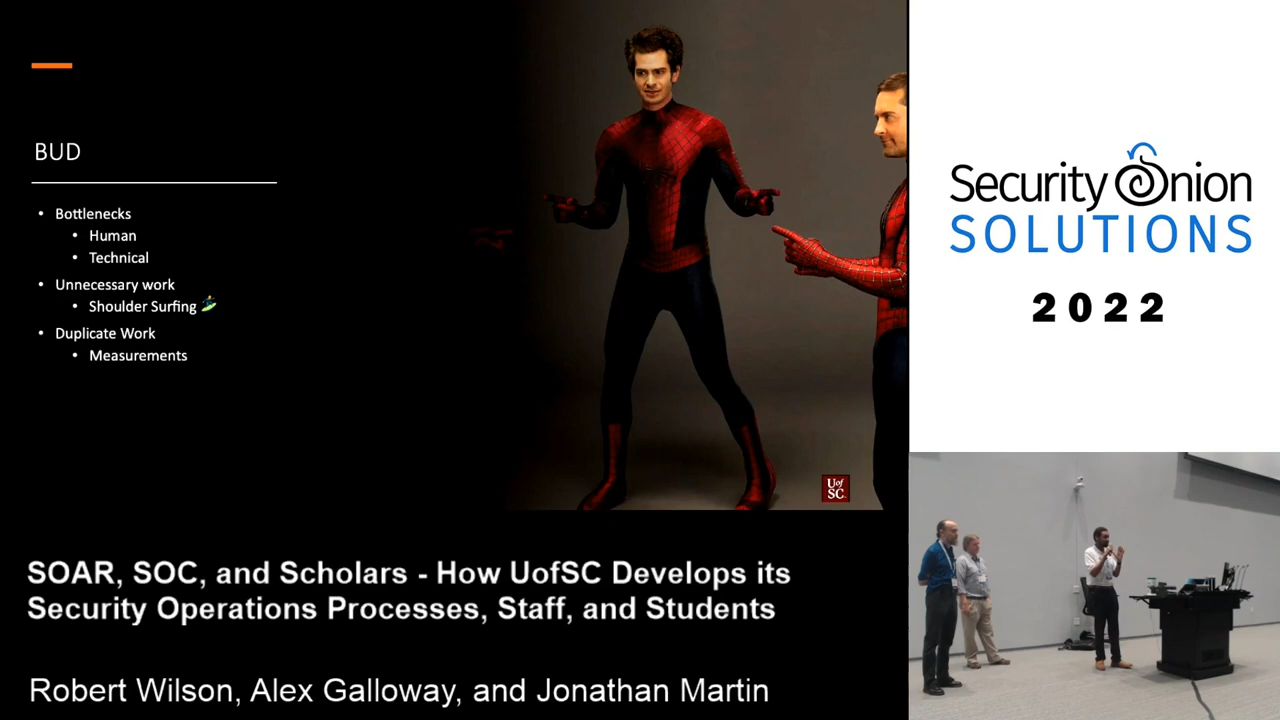 BUD
• Bottlenecks
• Human
• Technical
• Unnecessary work
• Shoulder Surfing 🏄
• Duplicate Work
• Measurements
UofSC
SOAR, SOC, and Scholars - How UofSC Develops its
Security Operations Processes, Staff, and Students
Robert Wilson, Alex Galloway, and Jonathan Martin
Security Onion
SOLUTIONS
2022